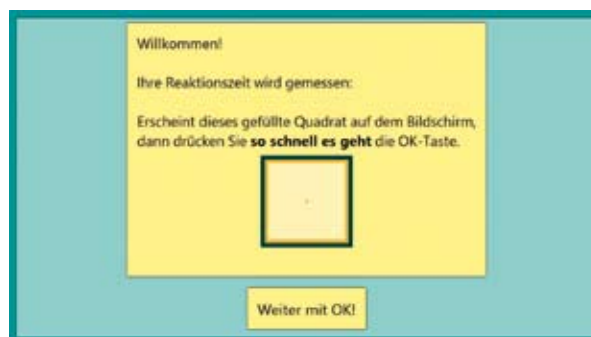 Willkommen!
Ihre Reaktionszeit wird gemessen:
Erscheint dieses gefüllte Quadrat auf dem Bildschirm,
dann drücken Sie so schnell es geht die OK-Taste.
Weiter mit OK!